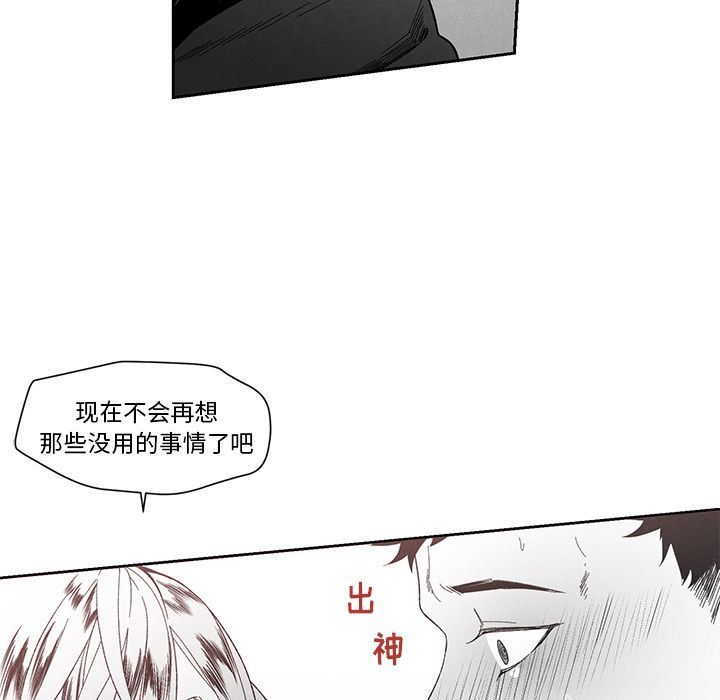 现在不会再想
那些没用的事情了吧
出
神